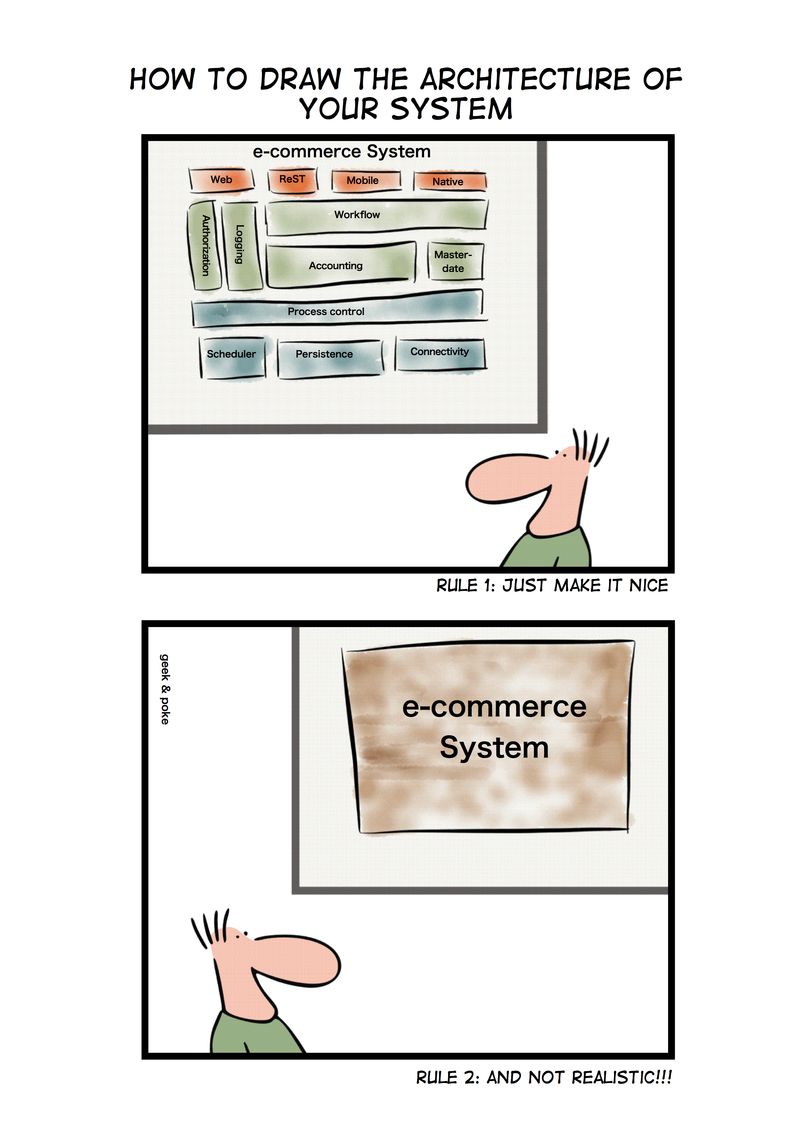 HOW TO DRAW THE ARCHITECTURE OF
YOUR SYSTEM
e-commerce System
Web
ReST
Mobile
Native
Authorization
Logging
Workflow
Accounting
Master-
date
Process control
Scheduler
Persistence
Connectivity
RULE 1: JUST MAKE IT NICE
geek & poke
e-commerce
System
RULE 2: AND NOT REALISTIC!!!